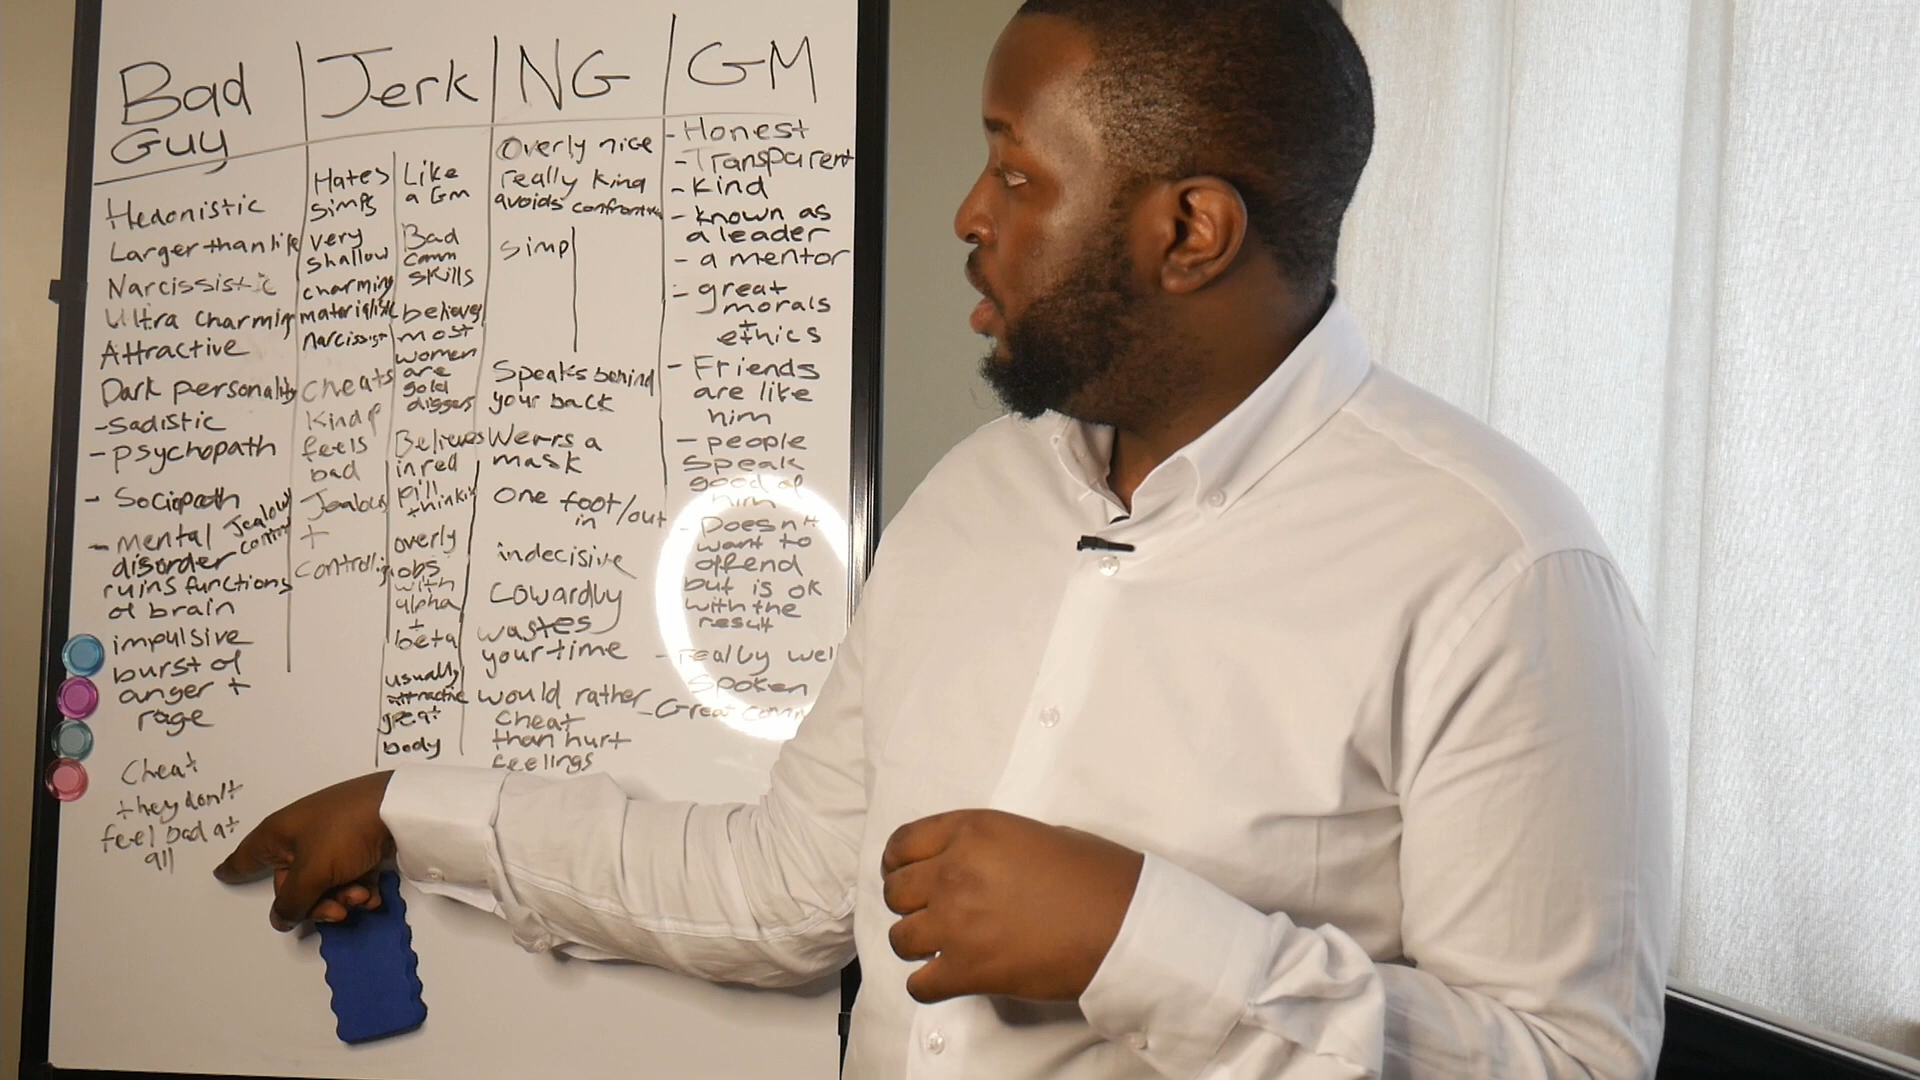 Bad
Guy
Hedonistic
Larger than life
Narcissistic
Ultra charming
Attractive
Dark personality
-Sadistic
-psychopath
- Sociopath
-mental
disorder
Jealousy
control
ruins functions
of brain
impulsive
burst of
anger +
rage
Cheat
they don't
feel bad at
all
Jerk
Hates
simps
very
shallow
charming
materialistic
narcissist
cheats
kind f
feels
bad
Jealous
+
controlling
Like
a Gm
Bad
comm
skills
believes
most
women
are
gold
diggers
Believes
in red
pill
thinkin
overly
obs
with
alpha
+
beta
usually
attractive
great
body
NG
Overly nice
really kind
avoids
simp
Speaks behind
your back
Werrs a
mask
One foot/out
in
indecisive
Cowardly
wastes
your time
would rather
cheat
than hurt
feelings
GM
-Honest
-Transparent
-Kind
- known as
a leader
- a mentor
- great
morals
+
ethics
- Friends
are like
him
- people
speak
good of
him
- Doesn't
want to
offend
but is ok
with the
result
- really well
spoken
-Great comm